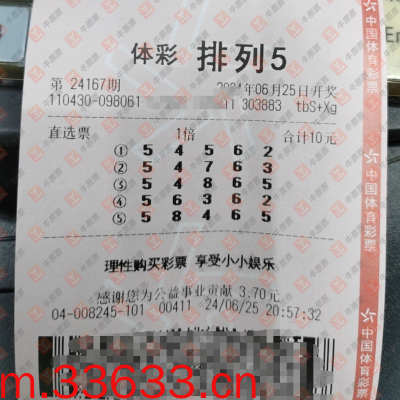 体彩 排列5
第 24167期 2024年06月25日开奖
110430-098061 11 303883 tbS+Xg
直选票 1倍 合计10元
① 5 4 5 6 2
② 5 4 7 6 3
③ 5 4 8 6 5
④ 5 6 3 6 2
⑤ 5 8 4 6 5
理性购买彩票 享受小小娱乐
感谢您为公益事业贡献 3.70元
04-008245-101 00411 24/06/25 20:57:32
中国体育彩票
中国体育彩票
中国体育彩票
m.33633.cn